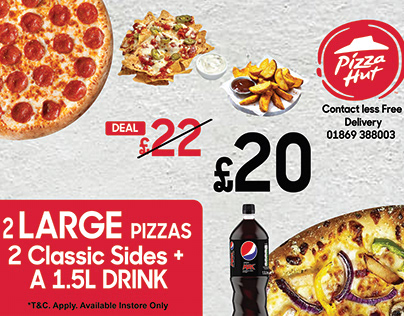 Pizza
Hut
Contact less Free
Delivery
01869 388003
DEAL
£22
£20
2 LARGE PIZZAS
2 Classic Sides +
A 1.5L DRINK
*T&C. Apply. Available Instore Only
pepsi